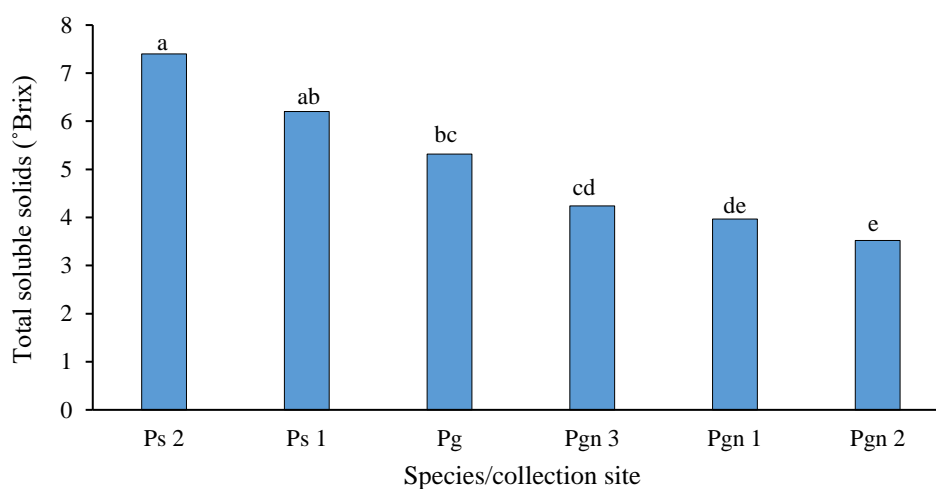 Total soluble solids (˚Brix)
8
7
6
5
4
3
2
1
0
a
ab
bc
cd
de
e
Ps 2 Ps 1 Pg Pgn 3 Pgn 1 Pgn 2
Species/collection site